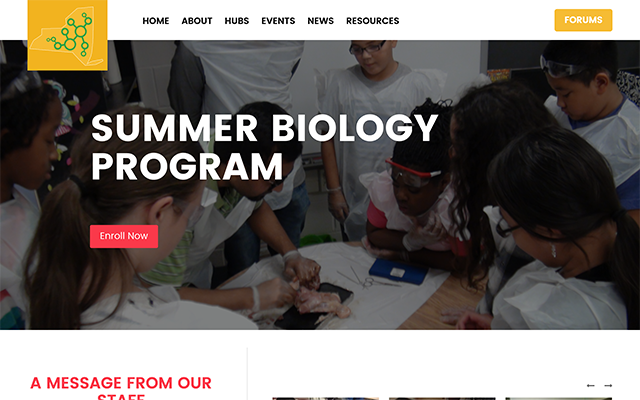 HOME ABOUT HUBS EVENTS NEWS RESOURCES FORUMS
SUMMER BIOLOGY
PROGRAM
Enroll Now
A MESSAGE FROM OUR
STAFF